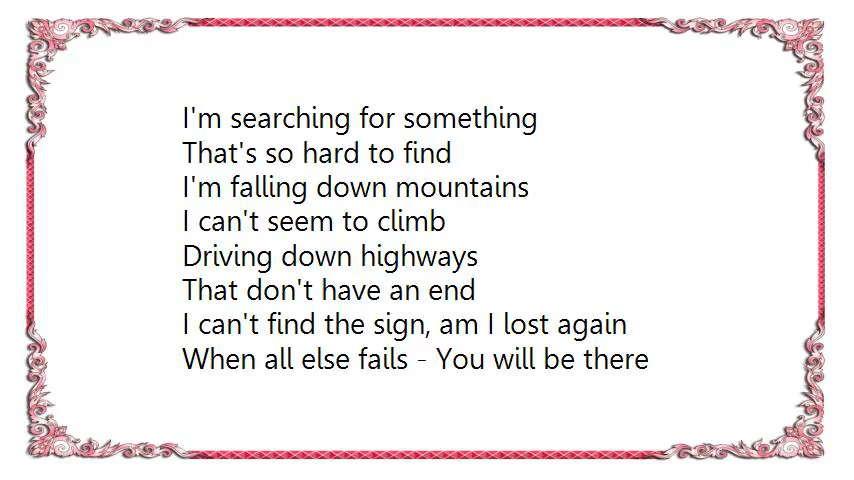 I'm searching for something
That's so hard to find
I'm falling down mountains
I can't seem to climb
Driving down highways
That don't have an end
I can't find the sign, am I lost again
When all else fails - You will be there